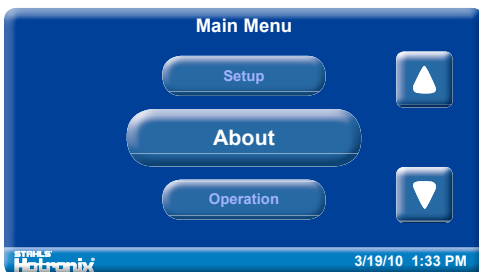 Main Menu
Setup
About
Operation
STAHLS'
Hotronix
3/19/10 1:33 PM